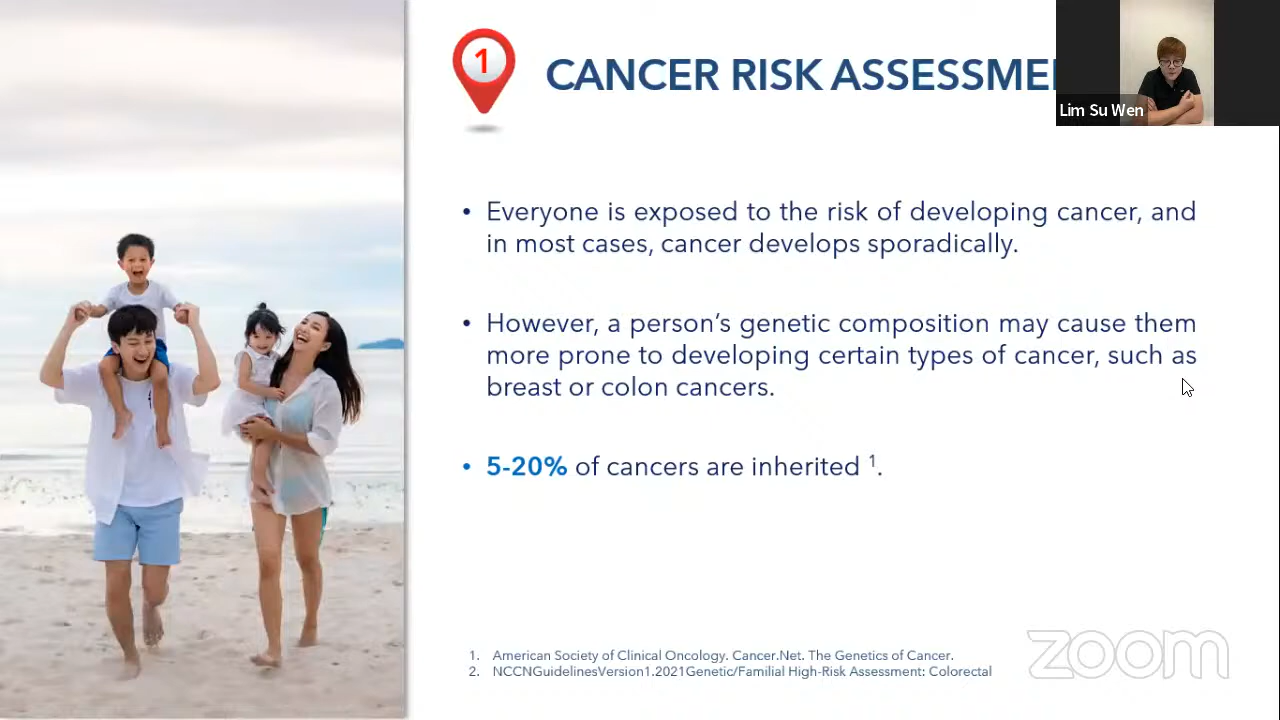 1
CANCER RISK ASSESSME
Lim Su Wen
• Everyone is exposed to the risk of developing cancer, and
in most cases, cancer develops sporadically.
• However, a person’s genetic composition may cause them
more prone to developing certain types of cancer, such as
breast or colon cancers.
• 5-20% of cancers are inherited 1.
1. American Society of Clinical Oncology. Cancer.Net. The Genetics of Cancer.
2. NCCNGuidelinesVersion1.2021Genetic/Familial High-Risk Assessment: Colorectal
zoom